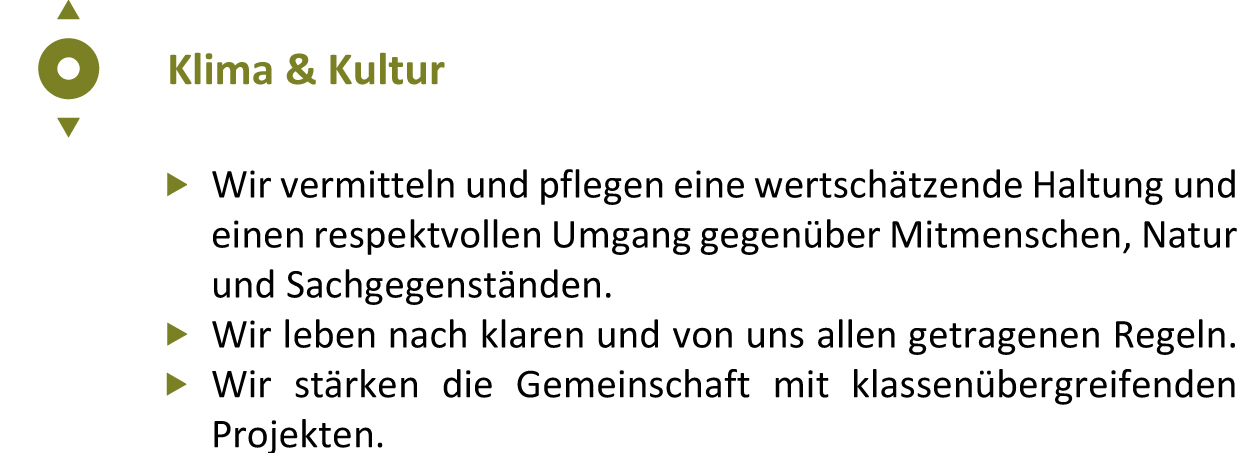 Klima & Kultur
Wir vermitteln und pflegen eine wertschätzende Haltung und
einen respektvollen Umgang gegenüber Mitmenschen, Natur
und Sachgegenständen.
Wir leben nach klaren und von uns allen getragenen Regeln.
Wir stärken die Gemeinschaft mit klassenübergreifenden
Projekten.